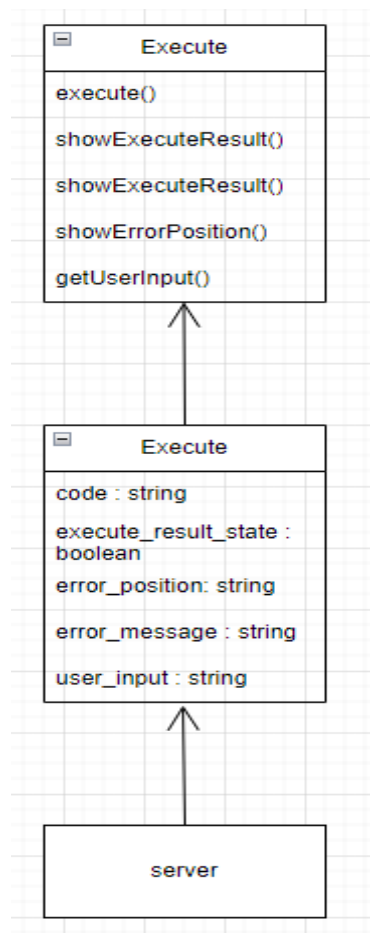 Execute
execute()
showExecuteResult()
showExecuteResult()
showErrorPosition()
getUserInput()
Execute
code : string
execute_result_state :
boolean
error_position: string
error_message : string
user_input : string
server